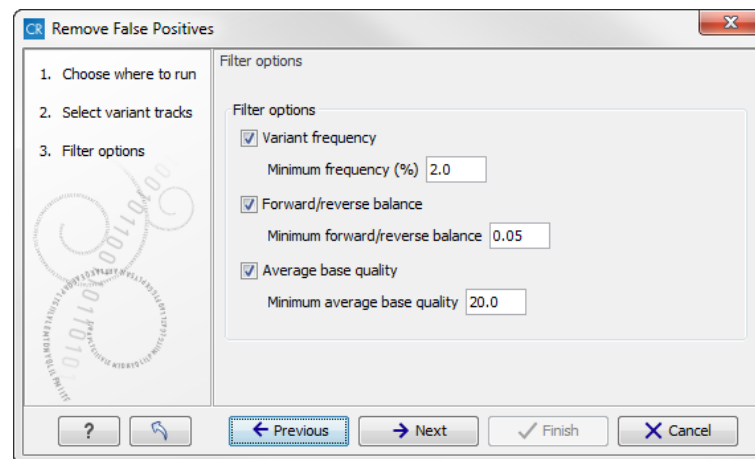 CR Remove False Positives X
1. Choose where to run
2. Select variant tracks
3. Filter options
Filter options
Filter options
Variant frequency
Minimum frequency (%) 2.0
Forward/reverse balance
Minimum forward/reverse balance 0.05
Average base quality
Minimum average base quality 20.0
? Previous Next Finish Cancel